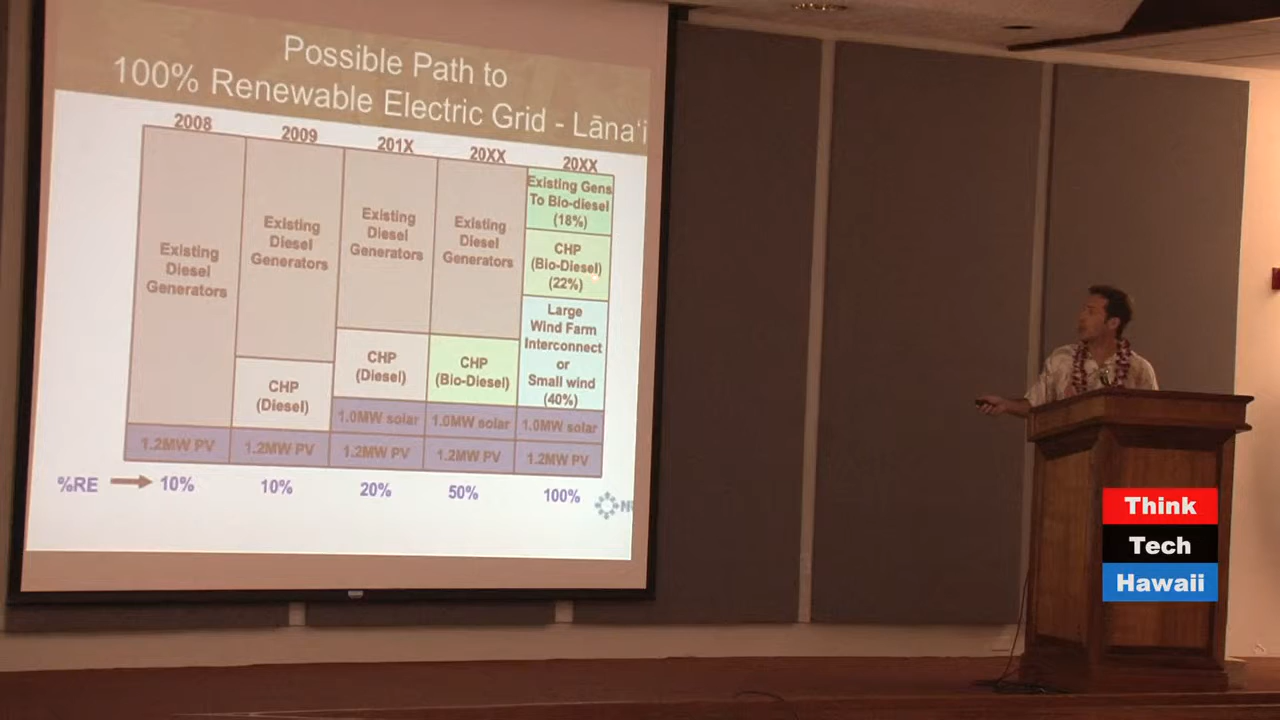 Possible Path to
100% Renewable Electric Grid - Lāna‘i
2008 2009 201X 20XX 20XX
Existing
Diesel
Generators
1.2MW PV
Existing
Diesel
Generators
CHP
(Diesel)
1.2MW PV
Existing
Diesel
Generators
CHP
(Diesel)
1.0MW solar
1.2MW PV
Existing
Diesel
Generators
CHP
(Bio-Diesel)
1.0MW solar
1.2MW PV
Existing Gens
To Bio-diesel
(18%)
CHP
(Bio-Diesel)
(22%)
Large
Wind Farm
Interconnect
or
Small wind
(40%)
1.0MW solar
1.2MW PV
%RE 10% 10% 20% 50% 100%
Think
Tech
Hawaii